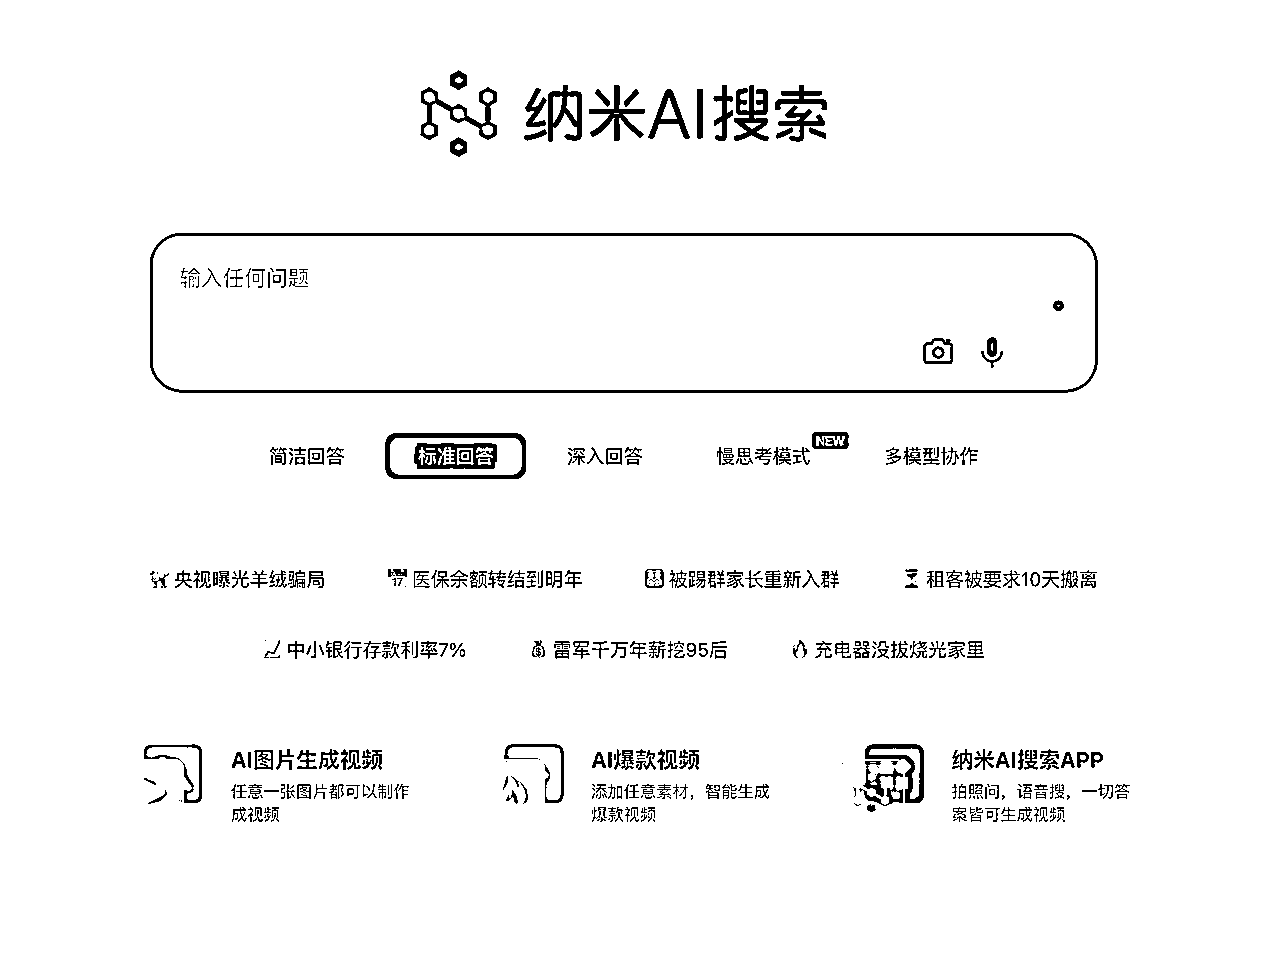 纳米AI搜索
输入任何问题
简洁回答 标准回答 深入回答 慢思考模式 NEW 多模型协作
央视曝光羊绒骗局 17 医保余额转结到明年 被踢群家长重新入群 租客被要求10天搬离
中小银行存款利率7% 雷军千万年薪挖95后 充电器没拔烧光家里
AI图片生成视频 AI爆款视频 纳米AI搜索APP
任意一张图片都可以制作 添加任意素材，智能生成 拍照问，语音搜，一切答
成视频 爆款视频 案皆可生成视频